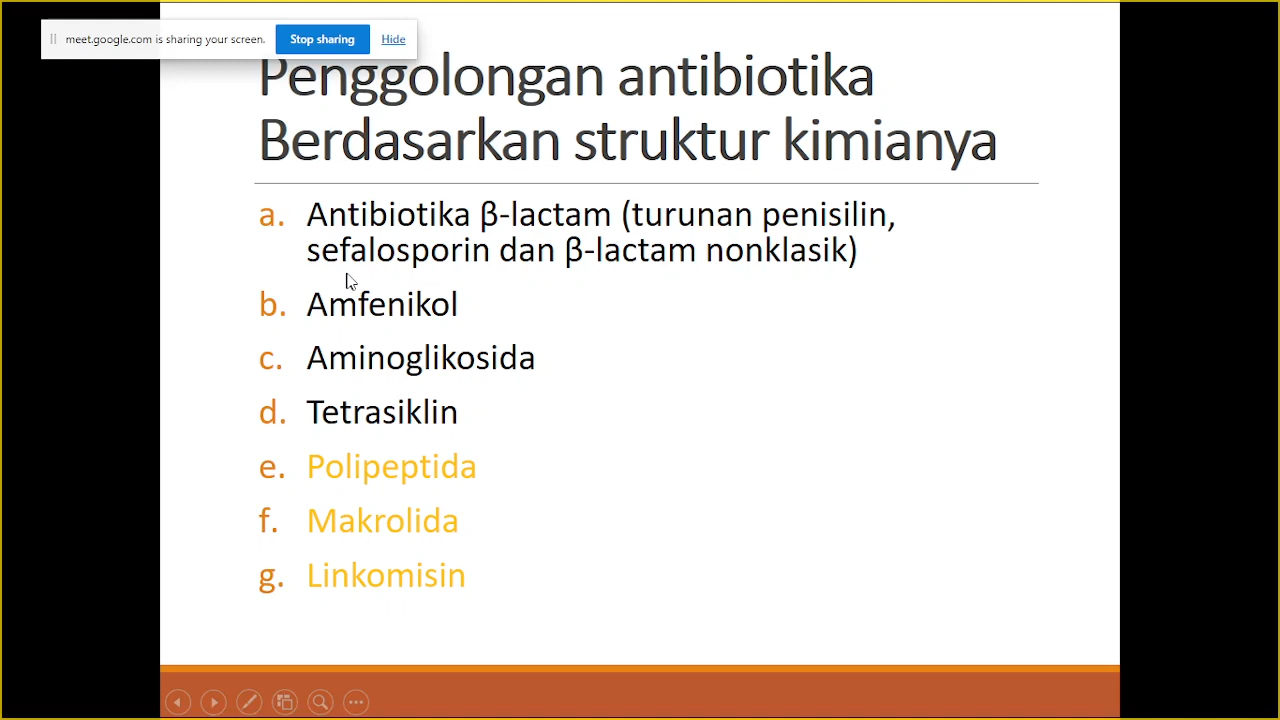 meet.google.com is sharing your screen. Stop sharing Hide
Penggolongan antibiotika
Berdasarkan struktur kimianya
a. Antibiotika β-lactam (turunan penisilin,
sefalosporin dan β-lactam nonklasik)
b. Amfenikol
c. Aminoglikosida
d. Tetrasiklin
e. Polipeptida
f. Makrolida
g. Linkomisin